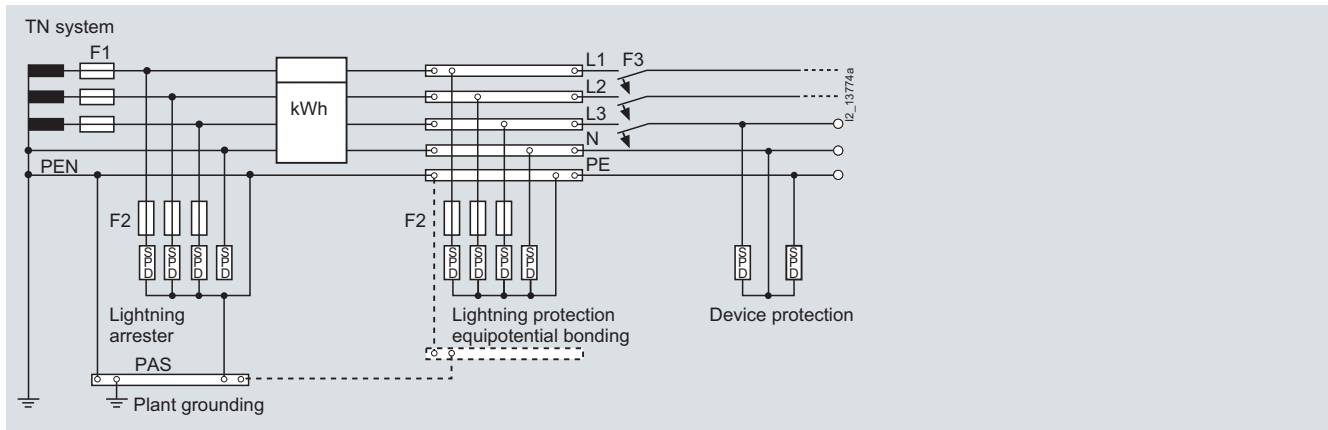 TN system
F1
L1
F3
L2
L3
N
PE
kWh
PEN
I2_13774a
F2
F2
SPD
SPD
SPD
SPD
SPD
SPD
SPD
SPD
SPD
SPD
Lightning
arrester
Lightning protection
equipotential bonding
Device protection
PAS
Plant grounding